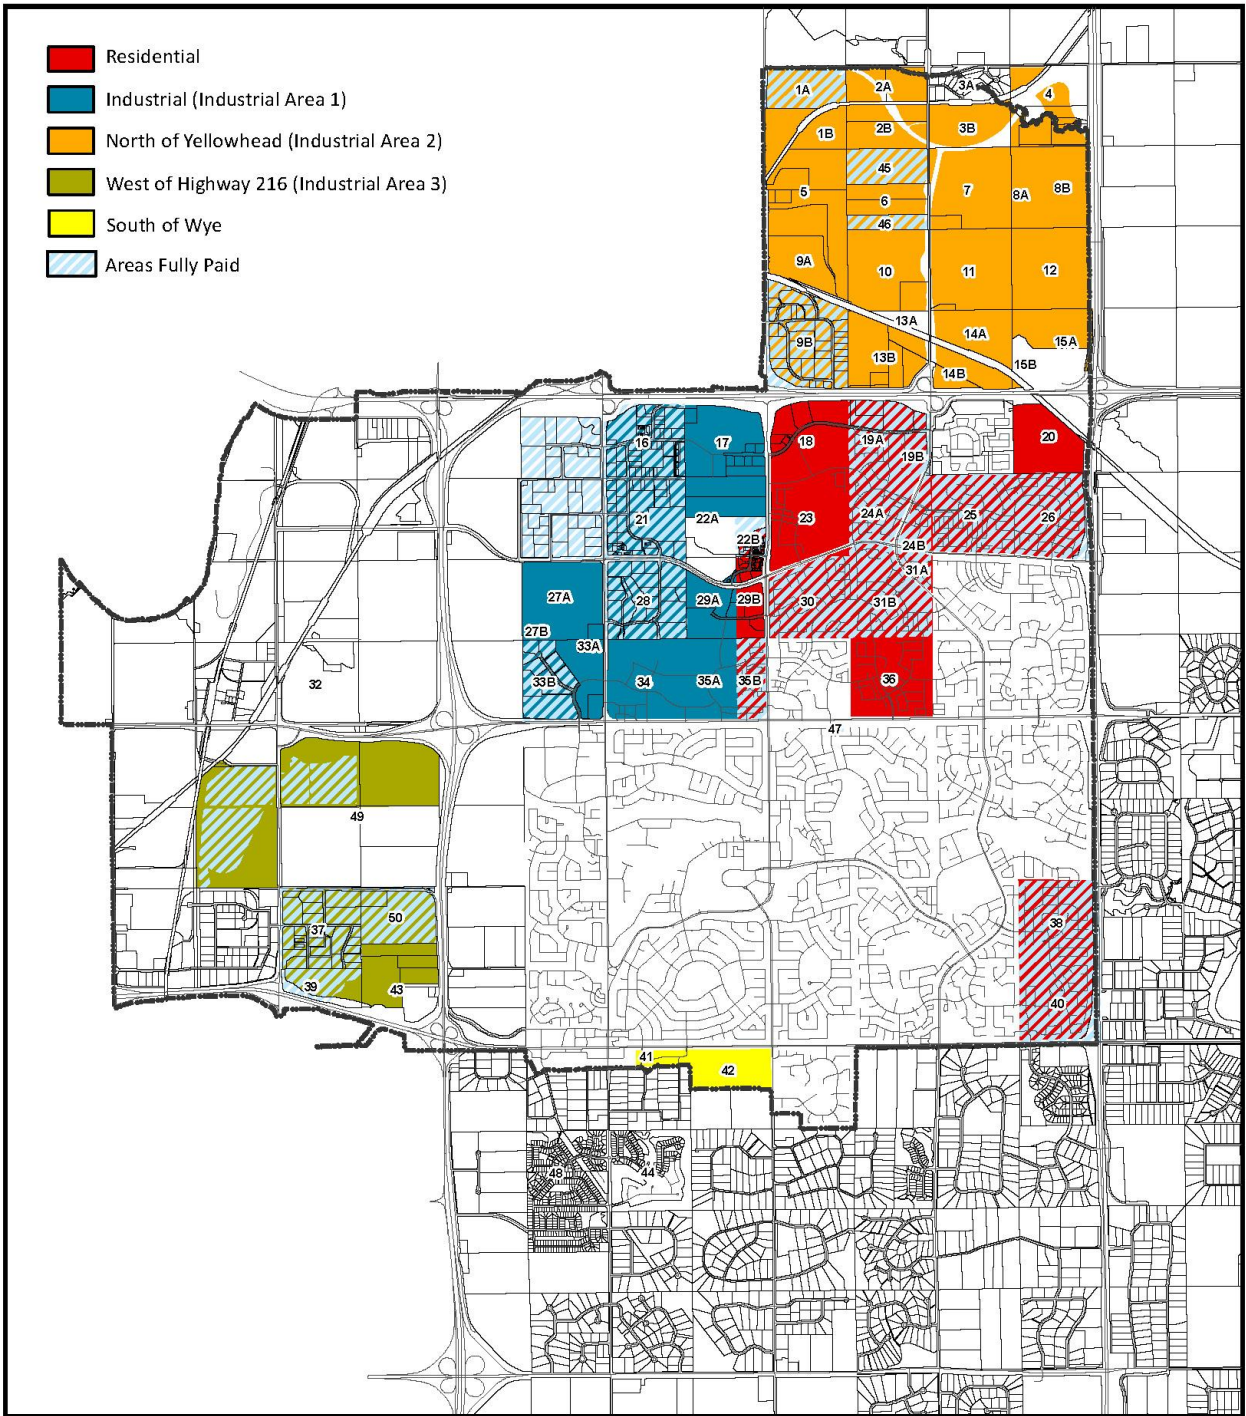 Residential
Industrial (Industrial Area 1)
North of Yellowhead (Industrial Area 2)
West of Highway 216 (Industrial Area 3)
South of Wye
Areas Fully Paid
1A
2A
3A
4
1B
2B
3B
45
5
6
7
8A
8B
46
9A
10
11
12
13A
14A
15A
9B
13B
14B
15B
16
17
18
19A
19B
20
21
22A
22B
23
24A
24B
25
26
27A
27B
28
29A
29B
30
31A
31B
32
33A
33B
34
35A
35B
36
47
49
37
50
38
39
43
40
41
42
48
44